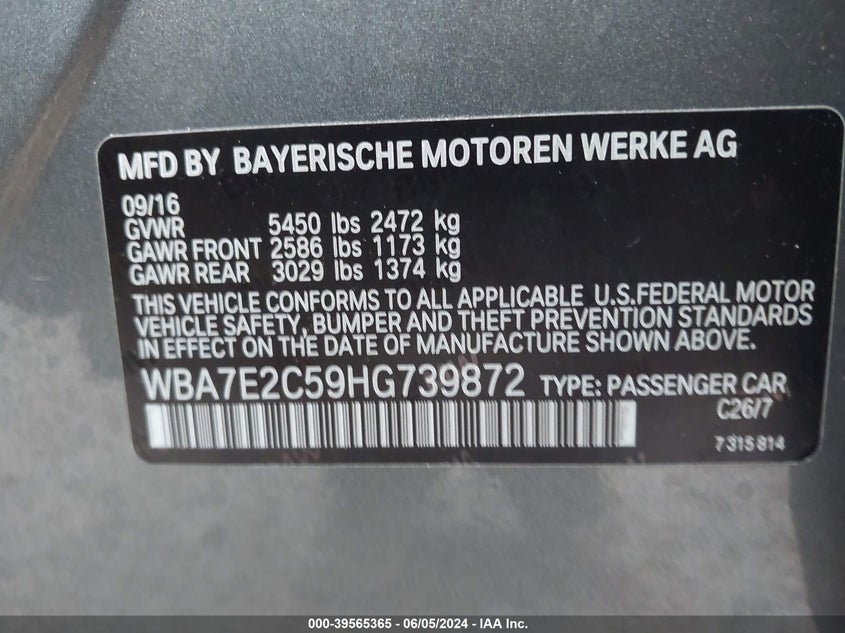 MFD BY BAYERISCHE MOTOREN WERKE AG
09/16
GVWR 5450 lbs 2472 kg
GAWR FRONT 2586 lbs 1173 kg
GAWR REAR 3029 lbs 1374 kg
THIS VEHICLE CONFORMS TO ALL APPLICABLE U.S.FEDERAL MOTOR
VEHICLE SAFETY, BUMPER AND THEFT PREVENTION STANDARDS
IN EFFECT ON THE DATE OF MANUFACTURE SHOWN ABOVE.
WBA7E2C59HG739872 TYPE: PASSENGER CAR
C26/7
7315814
000-39565365 - 06/05/2024 - IAA Inc.